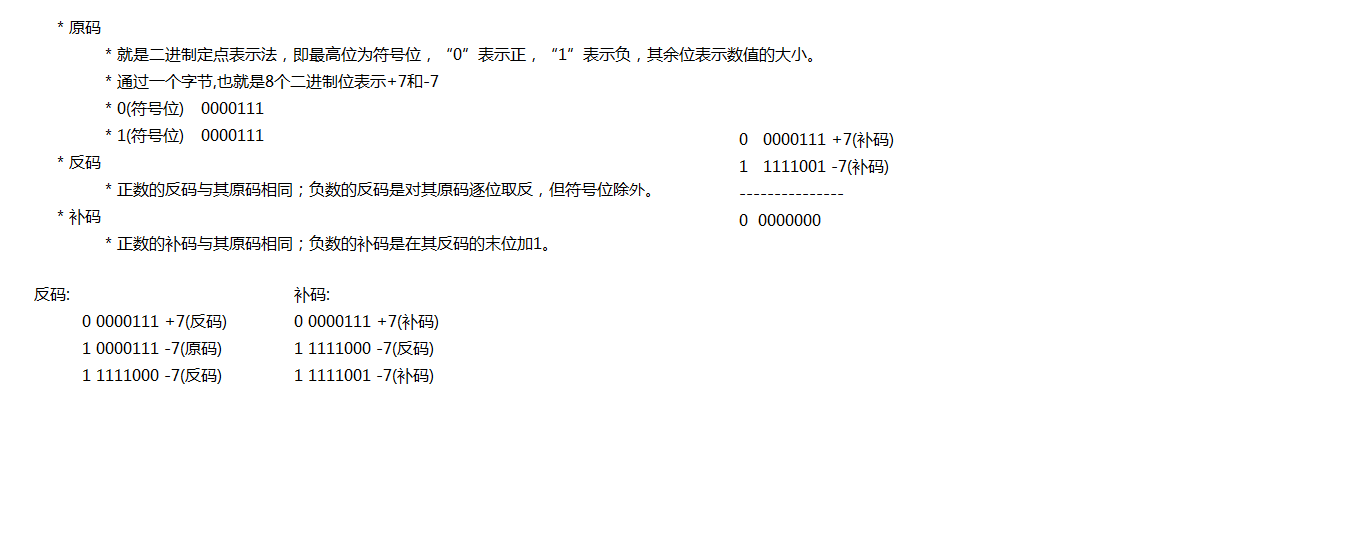 * 原码
* 就是二进制定点表示法，即最高位为符号位，“0”表示正，“1”表示负，其余位表示数值的大小。
* 通过一个字节,也就是8个二进制位表示+7和-7
* 0(符号位) 0000111
* 1(符号位) 0000111
* 反码
* 正数的反码与其原码相同；负数的反码是对其原码逐位取反，但符号位除外。
* 补码
* 正数的补码与其原码相同；负数的补码是在其反码的末位加1。
0 0000111 +7(补码)
1 1111001 -7(补码)
---------------
0 0000000
反码:
0 0000111 +7(反码)
1 0000111 -7(原码)
1 1111000 -7(反码)
补码:
0 0000111 +7(补码)
1 1111000 -7(反码)
1 1111001 -7(补码)